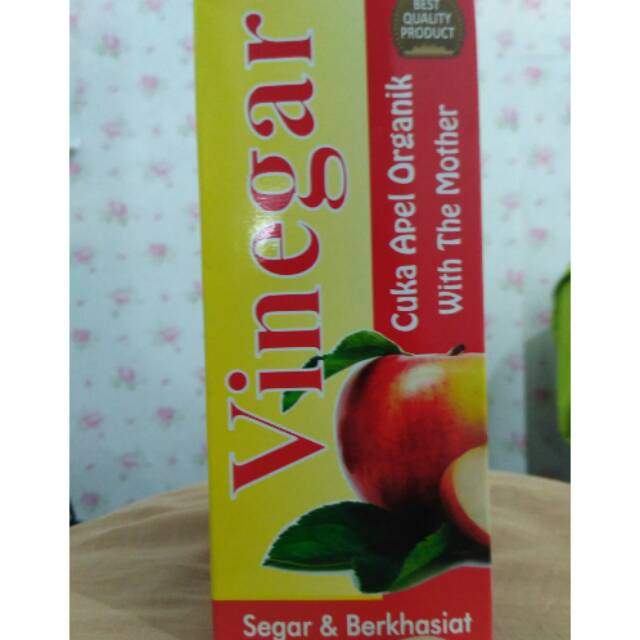 BEST
QUALITY
PRODUCT
Vinegar
Cuka Apel Organik
With The Mother
Segar & Berkhasiat